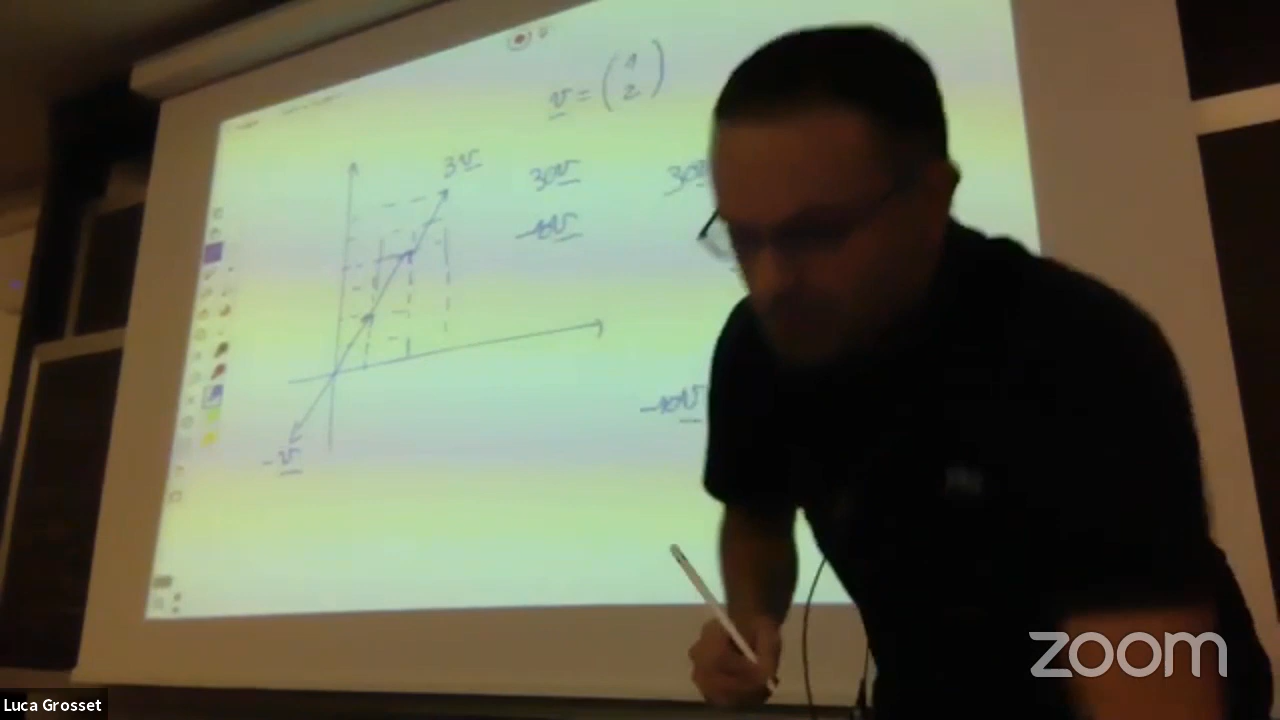 v = (1
2)
3v
30v
30
-10v
-10v
-v
zoom
Luca Grosset